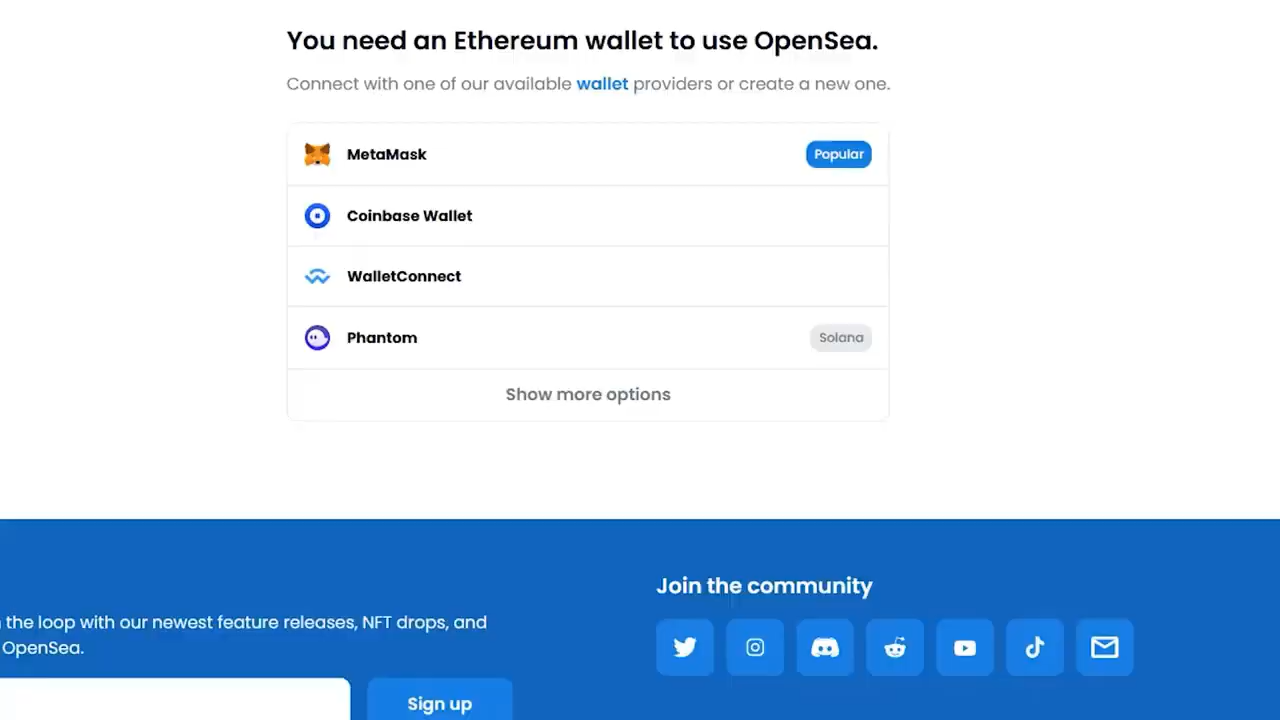 You need an Ethereum wallet to use OpenSea.
Connect with one of our available wallet providers or create a new one.
MetaMask
Popular
Coinbase Wallet
WalletConnect
Phantom
Solana
Show more options
the loop with our newest feature releases, NFT drops, and
OpenSea.
Sign up
Join the community